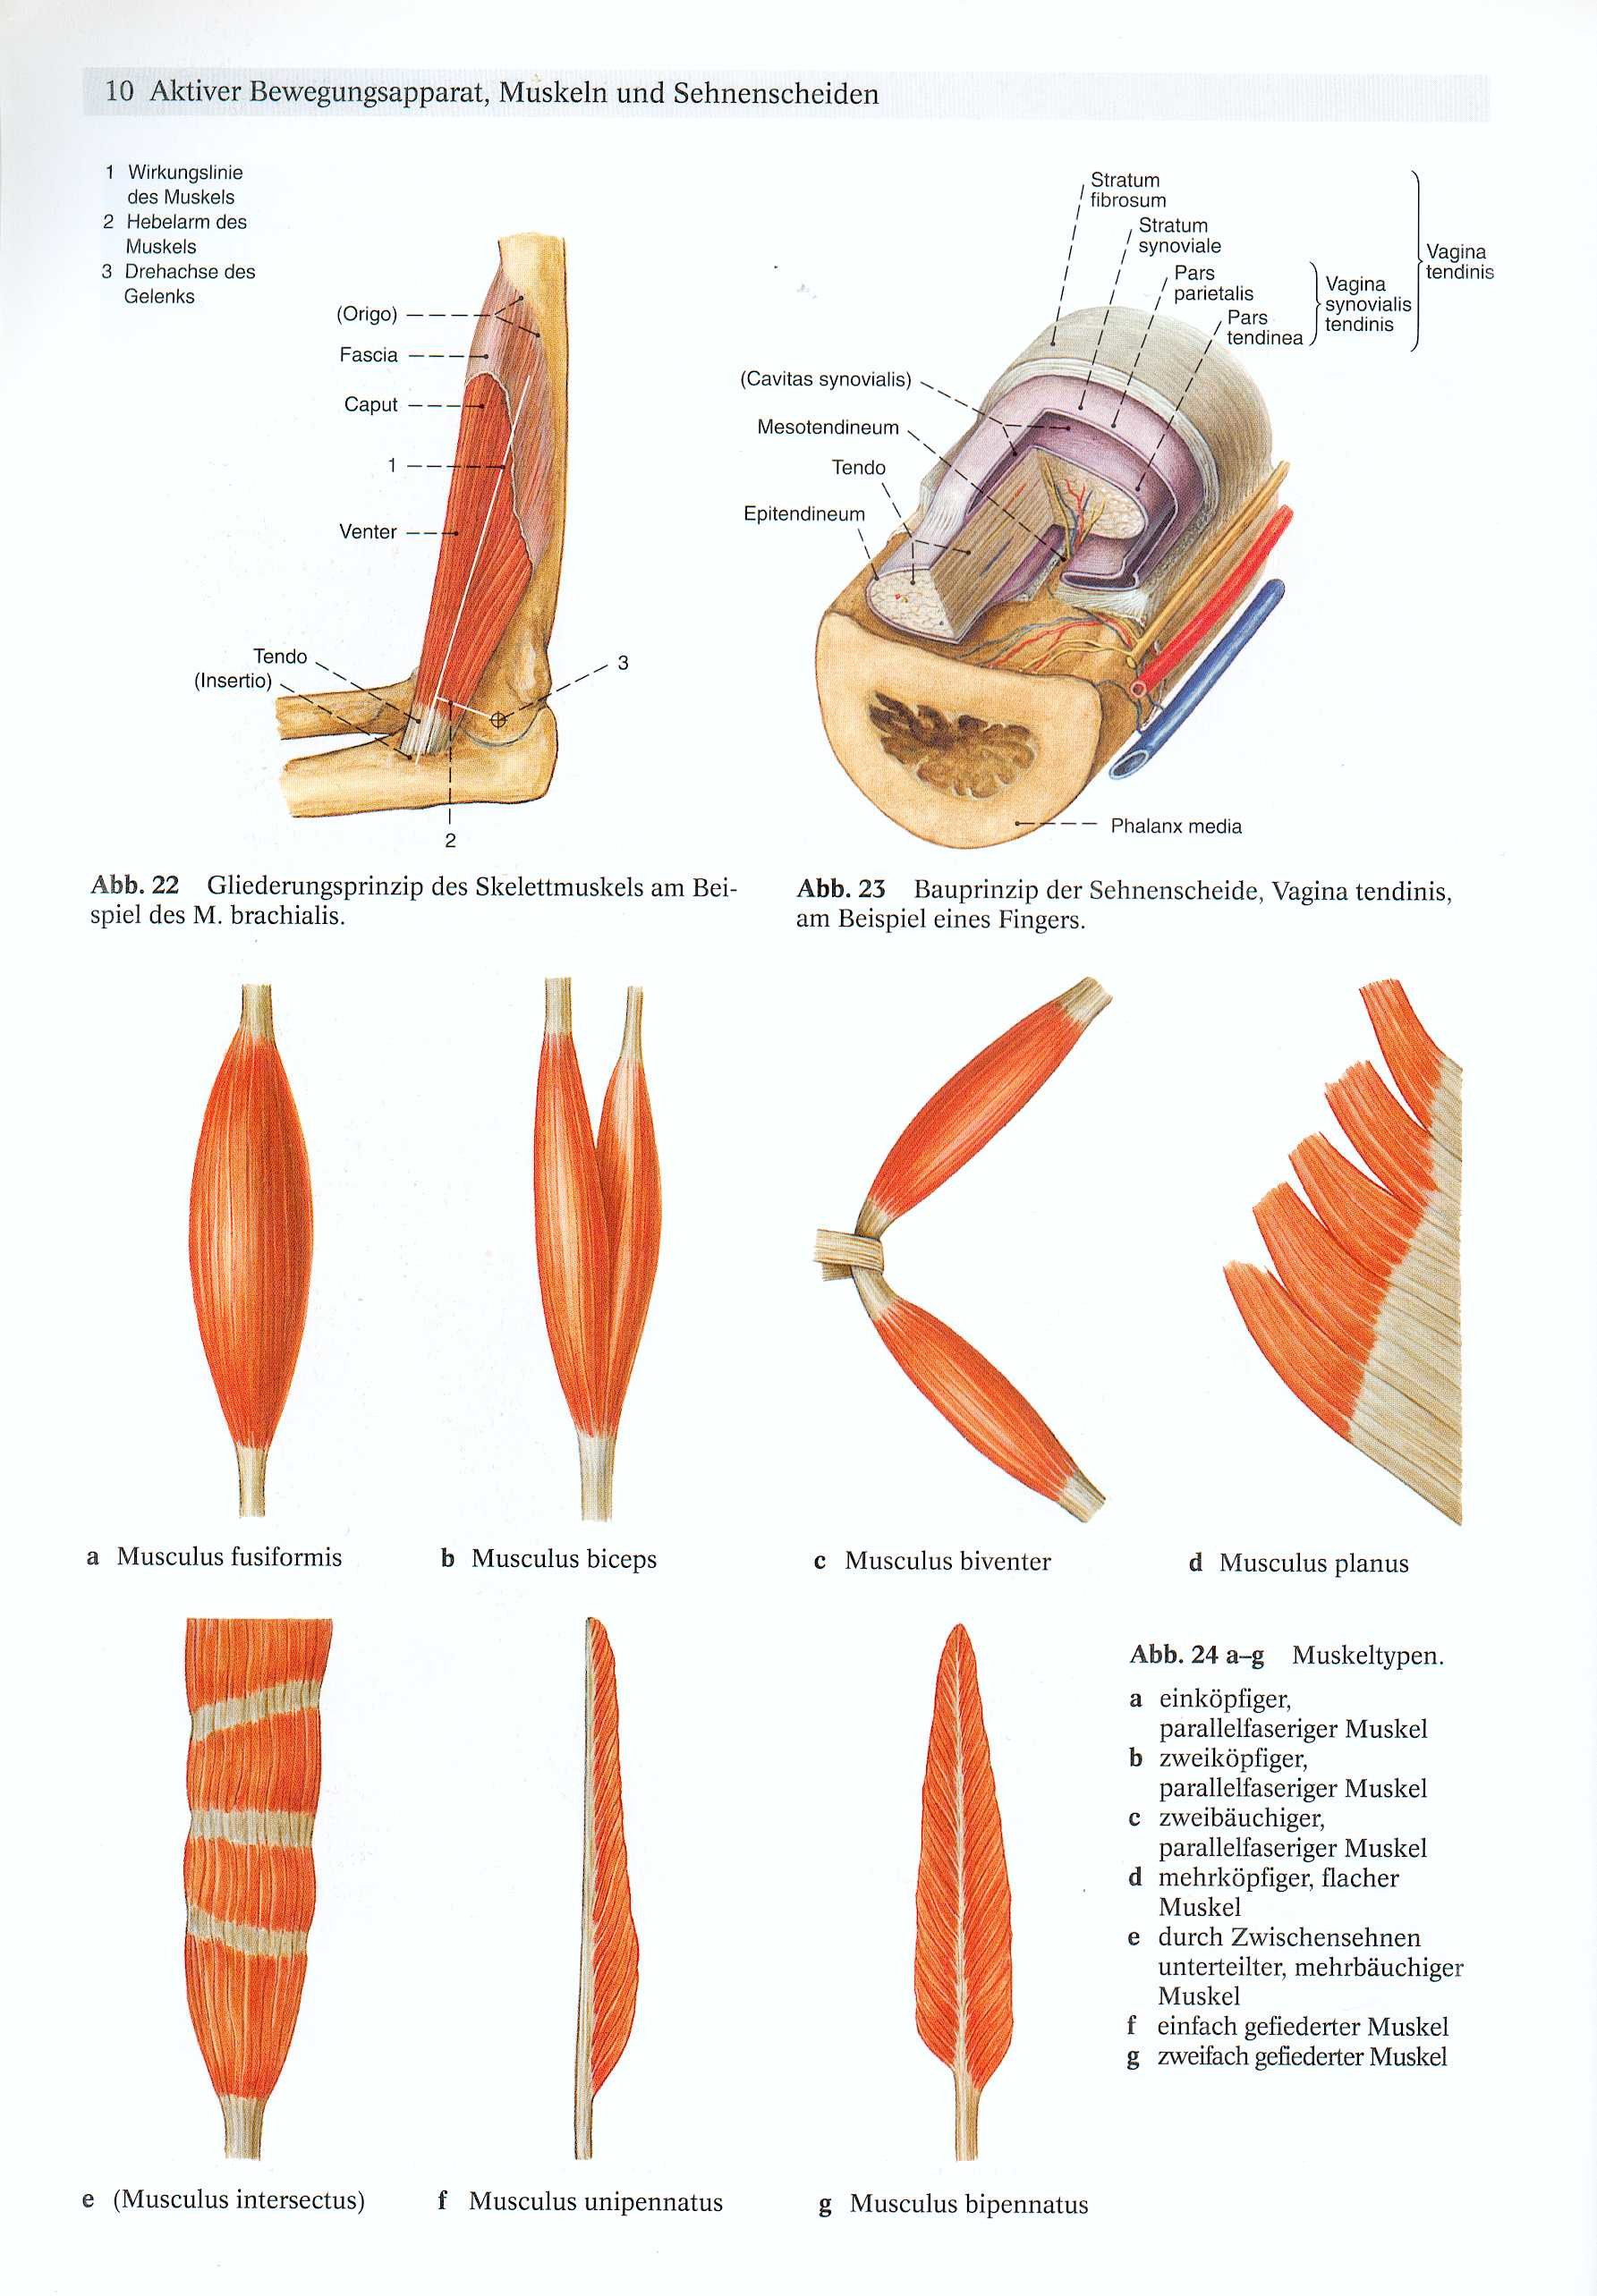 10 Aktiver Bewegungsapparat, Muskeln und Sehnenscheiden
1 Wirkungslinie
des Muskels
2 Hebelarm des
Muskels
3 Drehachse des
Gelenks
(Origo)
Fascia
Caput
1
Venter
Tendo
(Insertio)
3
2
Stratum
fibrosum
Stratum
synoviale
Pars
parietalis
Pars
tendinea
Vagina
synovialis
tendinis
Vagina
tendinis
(Cavitas synovialis)
Mesotendineum
Tendo
Epitendineum
Phalanx media
Abb. 22 Gliederungsprinzip des Skelettmuskels am Bei-
spiel des M. brachialis.
Abb. 23 Bauprinzip der Sehnenscheide, Vagina tendinis,
am Beispiel eines Fingers.
a Musculus fusiformis
b Musculus biceps
c Musculus biventer
d Musculus planus
Abb. 24 a–g Muskeltypen.
a einköpfiger,
parallelfaseriger Muskel
b zweiköpfiger,
parallelfaseriger Muskel
c zweibäuchiger,
parallelfaseriger Muskel
d mehrköpfiger, flacher
Muskel
e durch Zwischensehnen
unterteilter, mehrbäuchiger
Muskel
f einfach gefiederter Muskel
g zweifach gefiederter Muskel
e (Musculus intersectus)
f Musculus unipennatus
g Musculus bipennatus